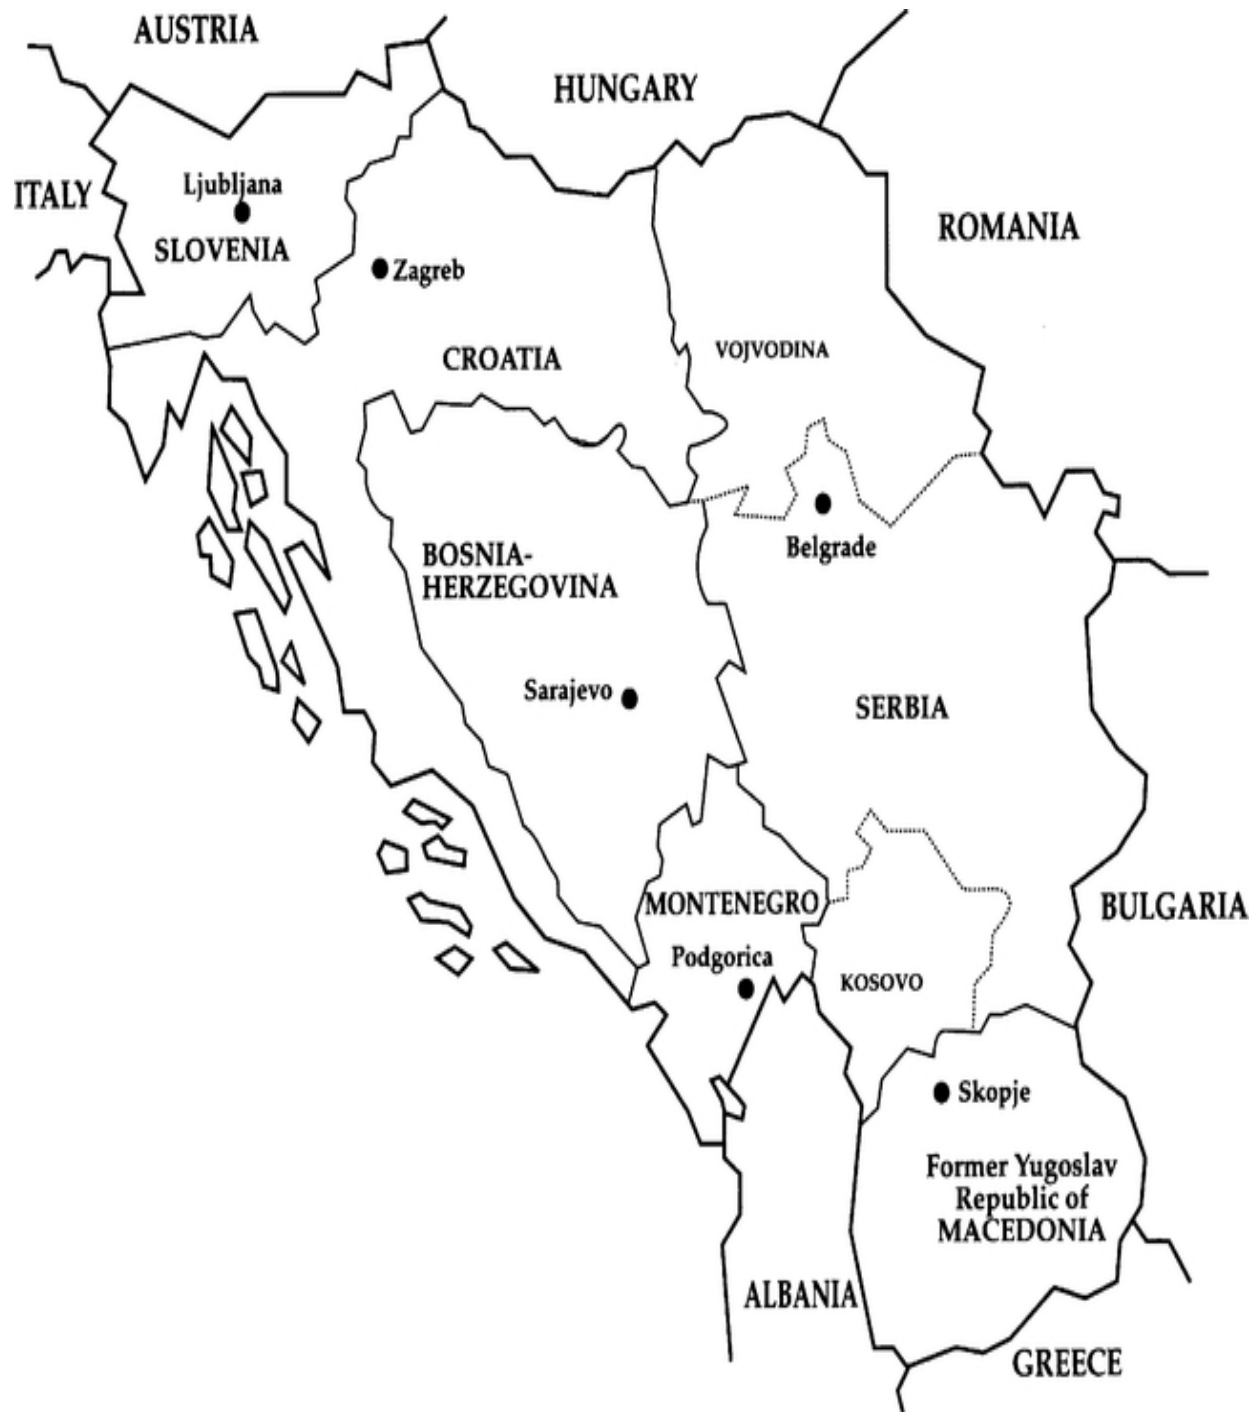 AUSTRIA
HUNGARY
ITALY
Ljubljana
SLOVENIA
ROMANIA
Zagreb
CROATIA
VOJVODINA
BOSNIA-
HERZEGOVINA
Belgrade
Sarajevo
SERBIA
MONTENEGRO
BULGARIA
Podgorica
KOSOVO
Skopje
Former Yugoslav
Republic of
MACEDONIA
ALBANIA
GREECE